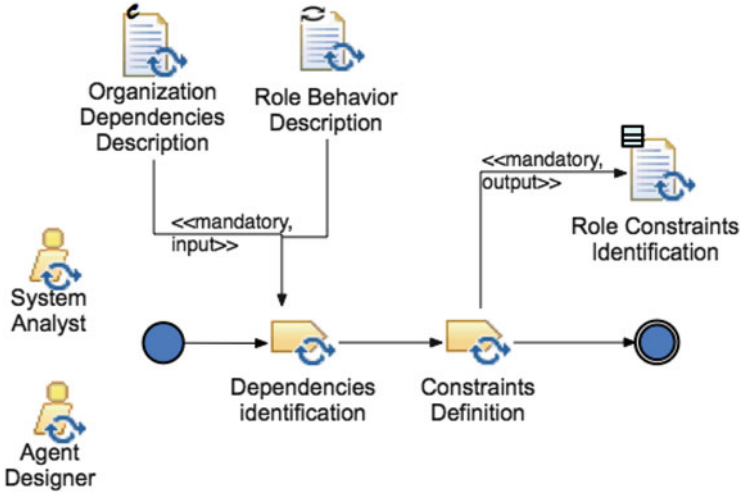 C
Organization
Dependencies
Description
Role Behavior
Description
<<mandatory,
input>>
<<mandatory,
output>>
Role Constraints
Identification
System
Analyst
Dependencies
identification
Constraints
Definition
Agent
Designer